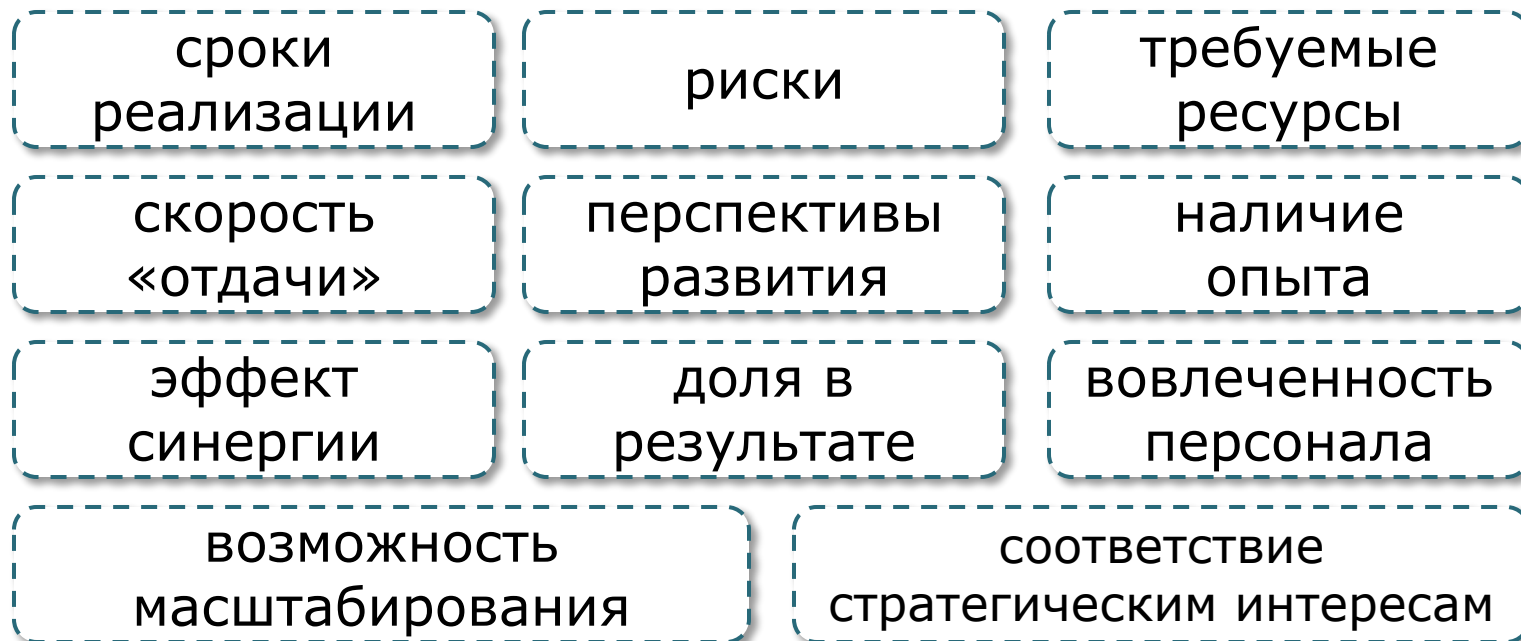 сроки
реализации
риски
требуемые
ресурсы
скорость
«отдачи»
перспективы
развития
наличие
опыта
эффект
синергии
доля в
результате
вовлеченность
персонала
возможность
масштабирования
соответствие
стратегическим интересам